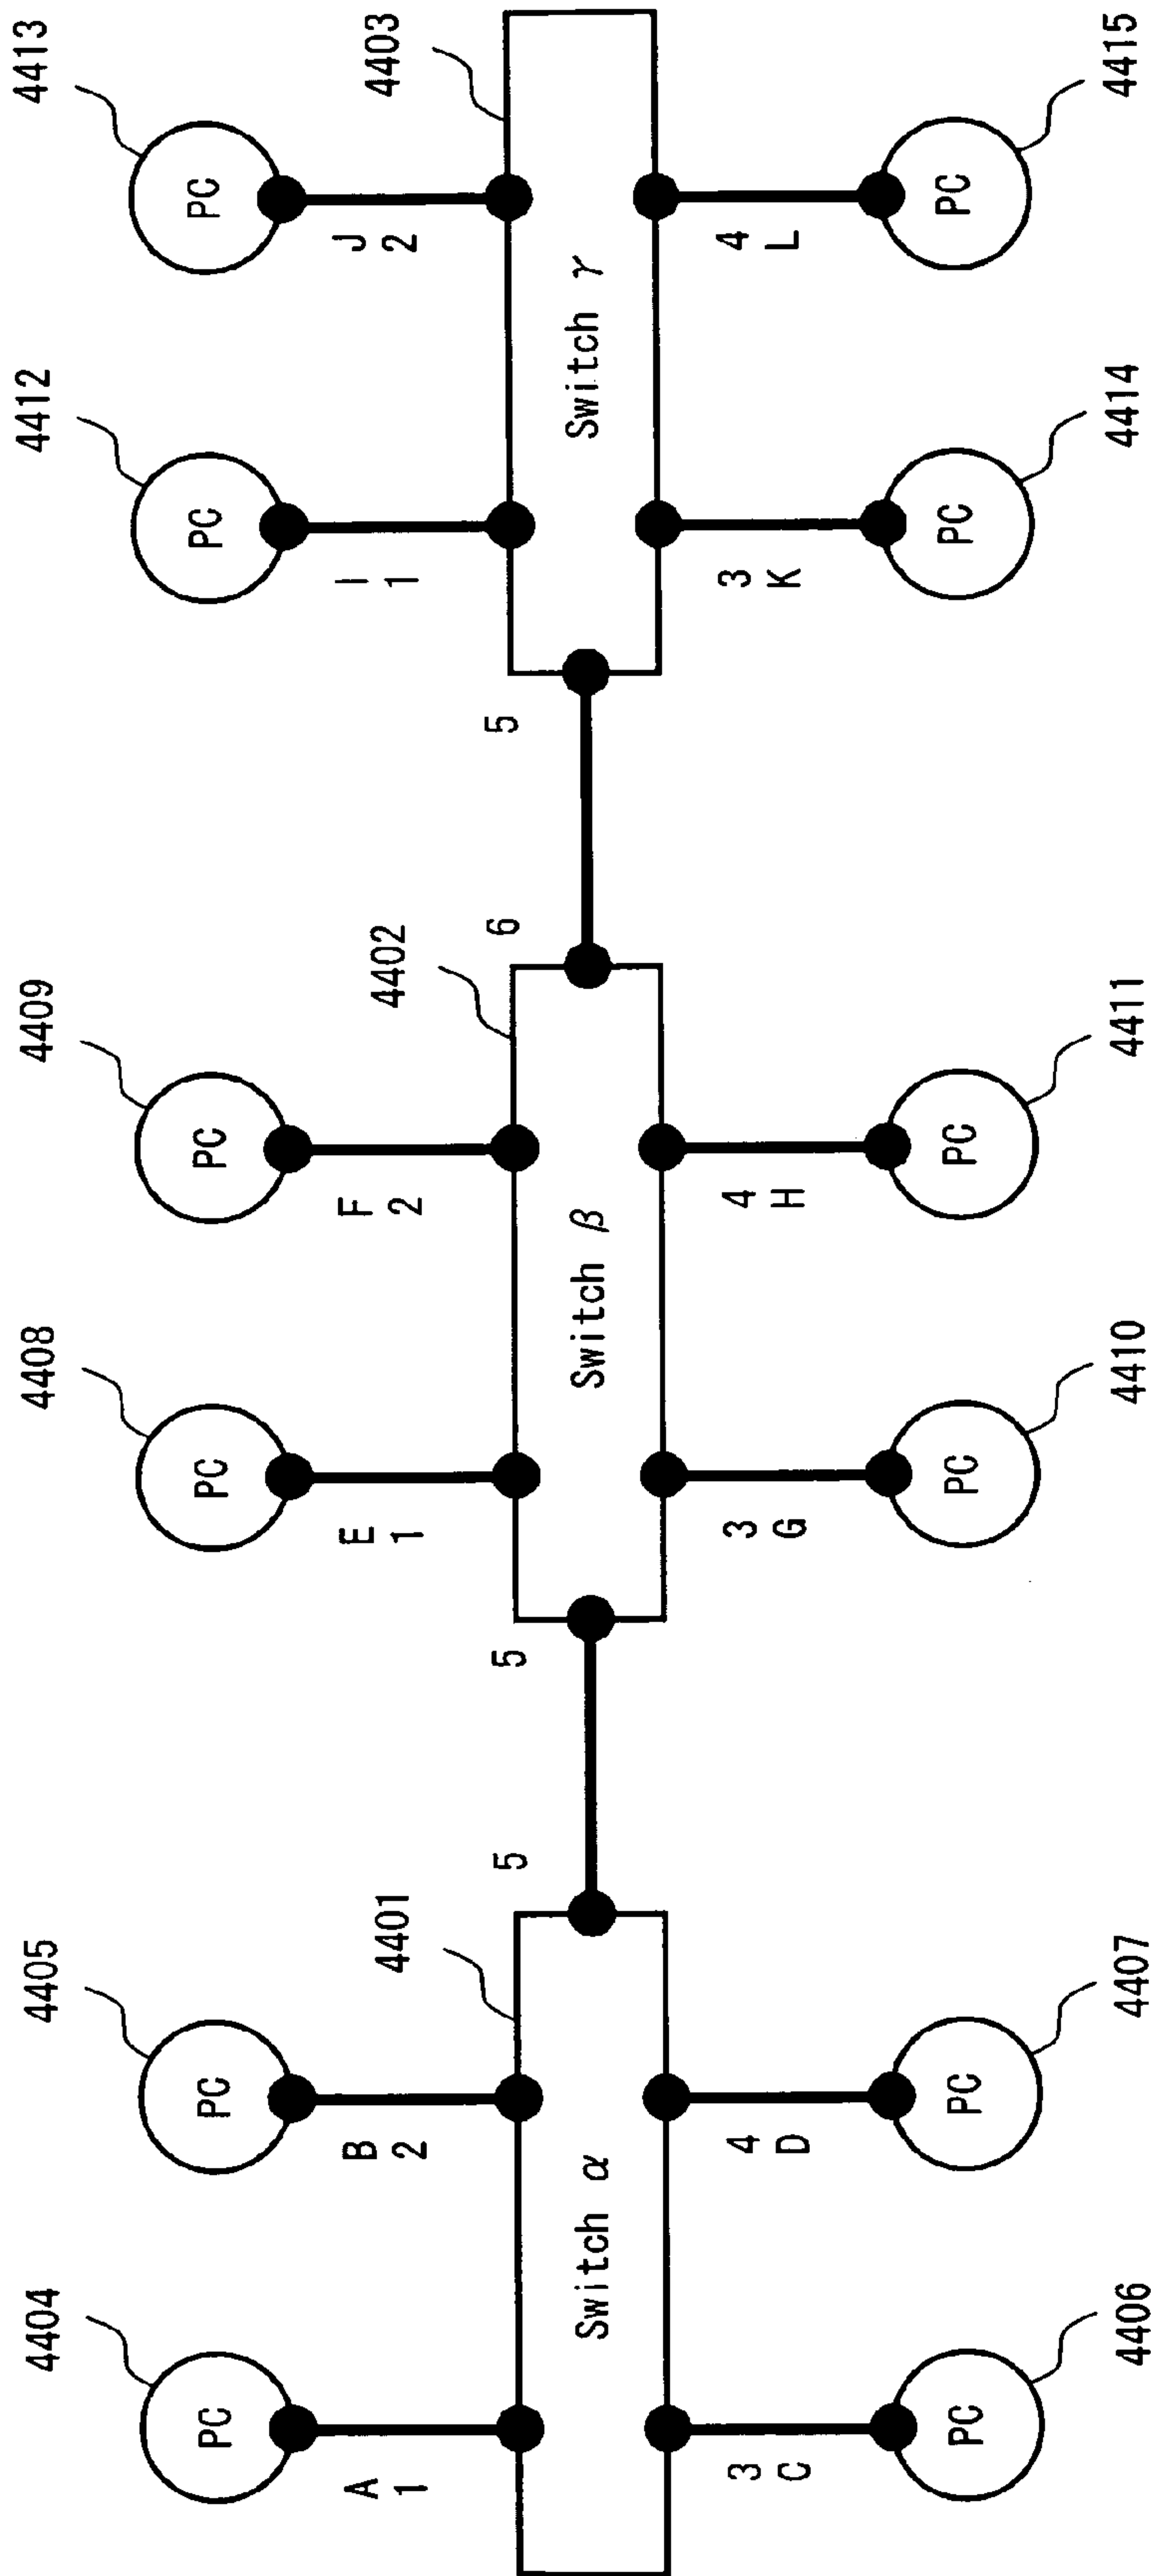 4404
4405
4408
4409
4412
4413
PC
PC
PC
PC
PC
PC
A
1
B
2
4401
5
5
E
1
F
2
4402
6
5
I
1
J
2
4403
Switch α
Switch β
Switch γ
3
C
4
D
3
G
4
H
3
K
4
L
PC
PC
PC
PC
PC
PC
4406
4407
4410
4411
4414
4415